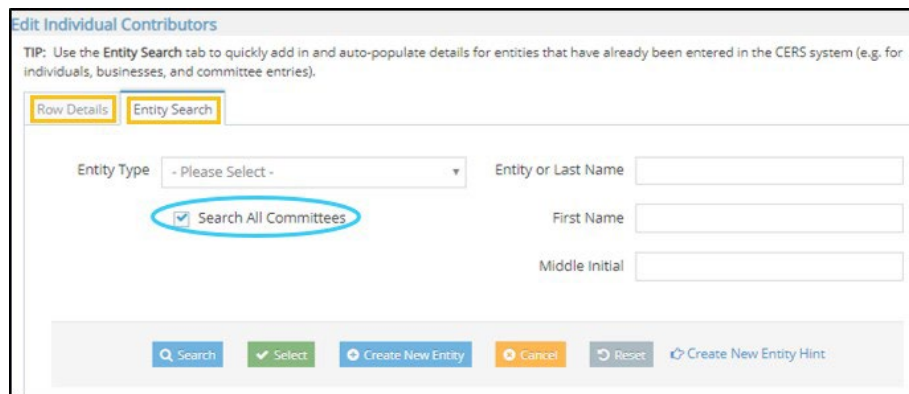 Edit Individual Contributors
TIP: Use the Entity Search tab to quickly add in and auto-populate details for entities that have already been entered in the CERS system (e.g. for
individuals, businesses, and committee entries).
Row Details Entity Search
Entity Type - Please Select - Entity or Last Name
Search All Committees First Name
Middle Initial
Search Select Create New Entity Cancel Reset Create New Entity Hint